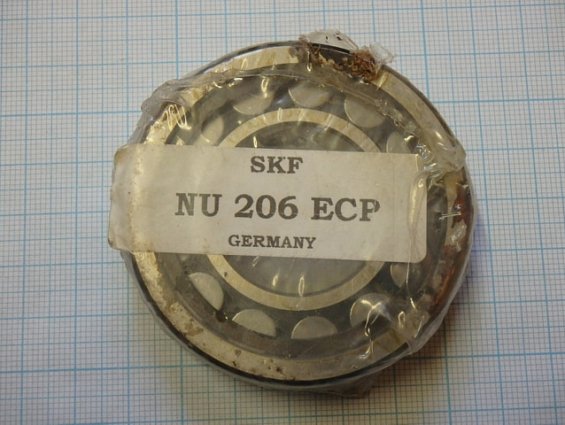 SKF
NU 206 ECP
GERMANY